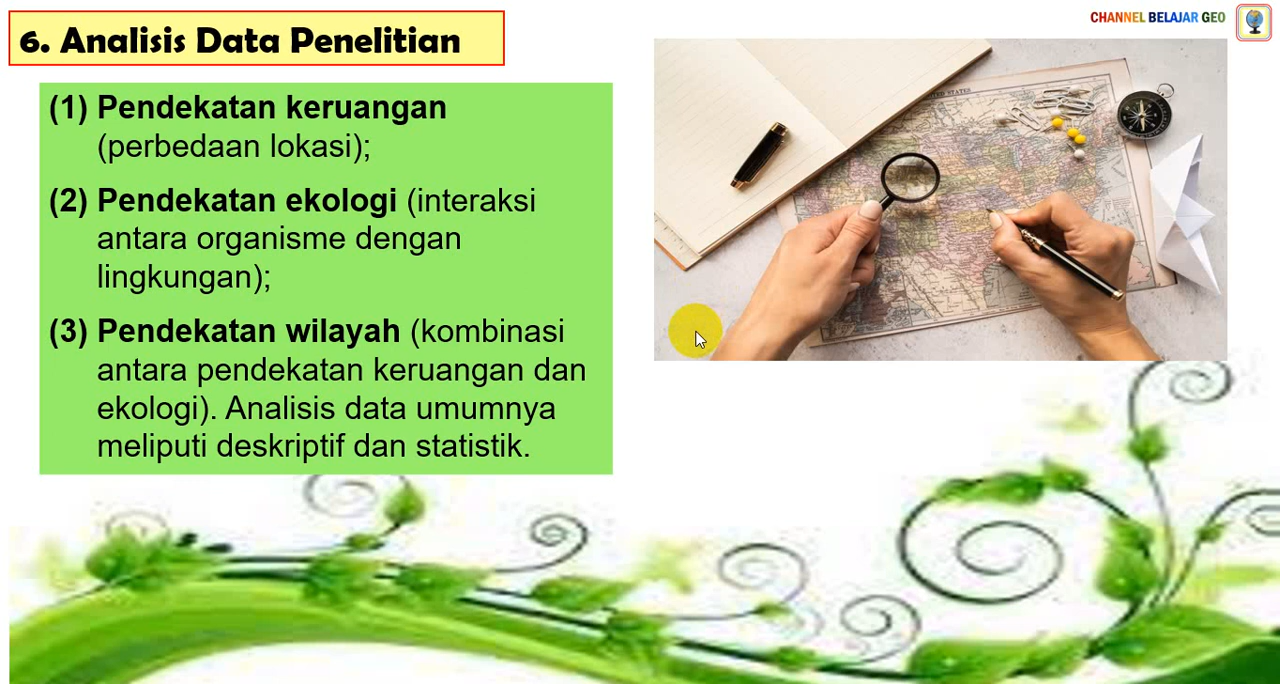 CHANNEL BELAJAR GEO
6. Analisis Data Penelitian
(1) Pendekatan keruangan
(perbedaan lokasi);
(2) Pendekatan ekologi (interaksi
antara organisme dengan
lingkungan);
(3) Pendekatan wilayah (kombinasi
antara pendekatan keruangan dan
ekologi). Analisis data umumnya
meliputi deskriptif dan statistik.